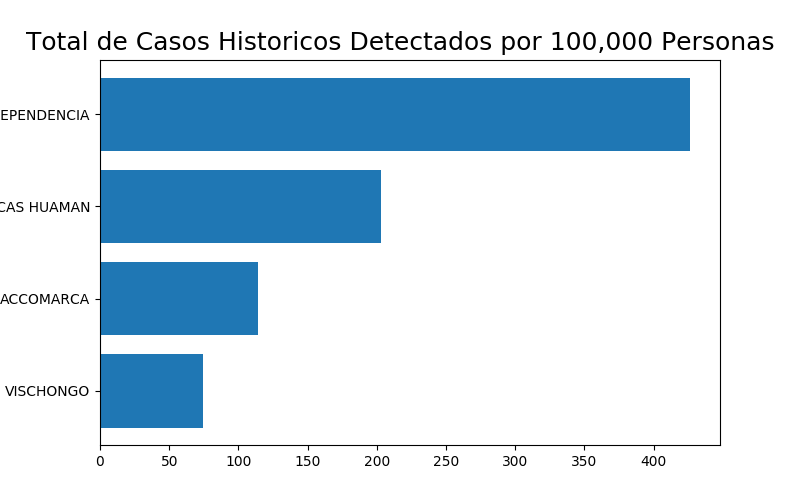 Total de Casos Historicos Detectados por 100,000 Personas
EPENDENCIA
CAS HUAMAN
ACCOMARCA
VISCHONGO
0 50 100 150 200 250 300 350 400